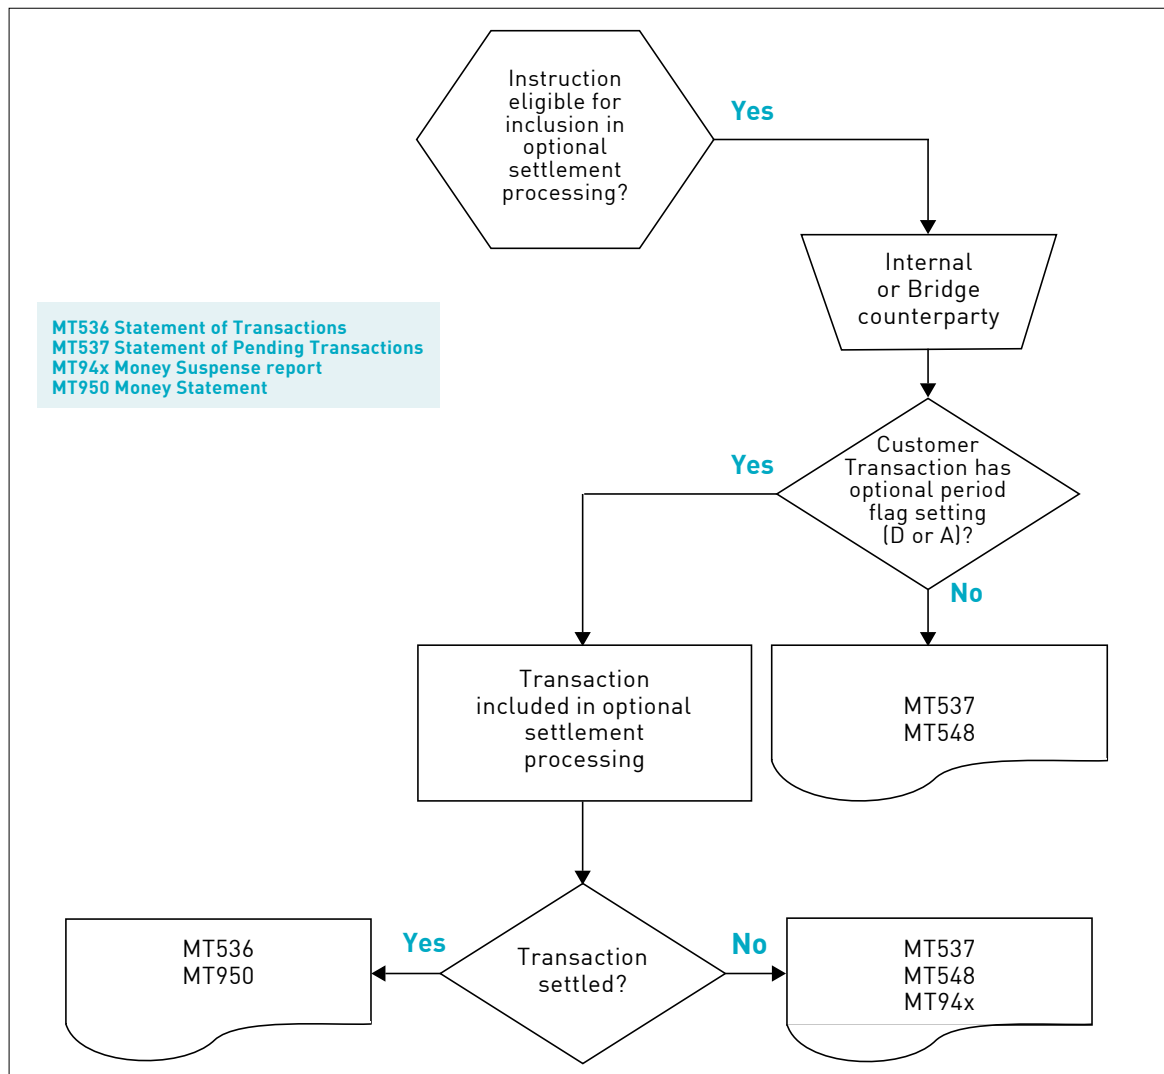 Instruction
eligible for
inclusion in
optional
settlement
processing?
Yes
Internal
or Bridge
counterparty
MT536 Statement of Transactions
MT537 Statement of Pending Transactions
MT94x Money Suspense report
MT950 Money Statement
Customer
Transaction has
optional period
flag setting
(D or A)?
Yes
No
Transaction
included in optional
settlement
processing
MT537
MT548
Transaction
settled?
Yes
No
MT536
MT950
MT537
MT548
MT94x